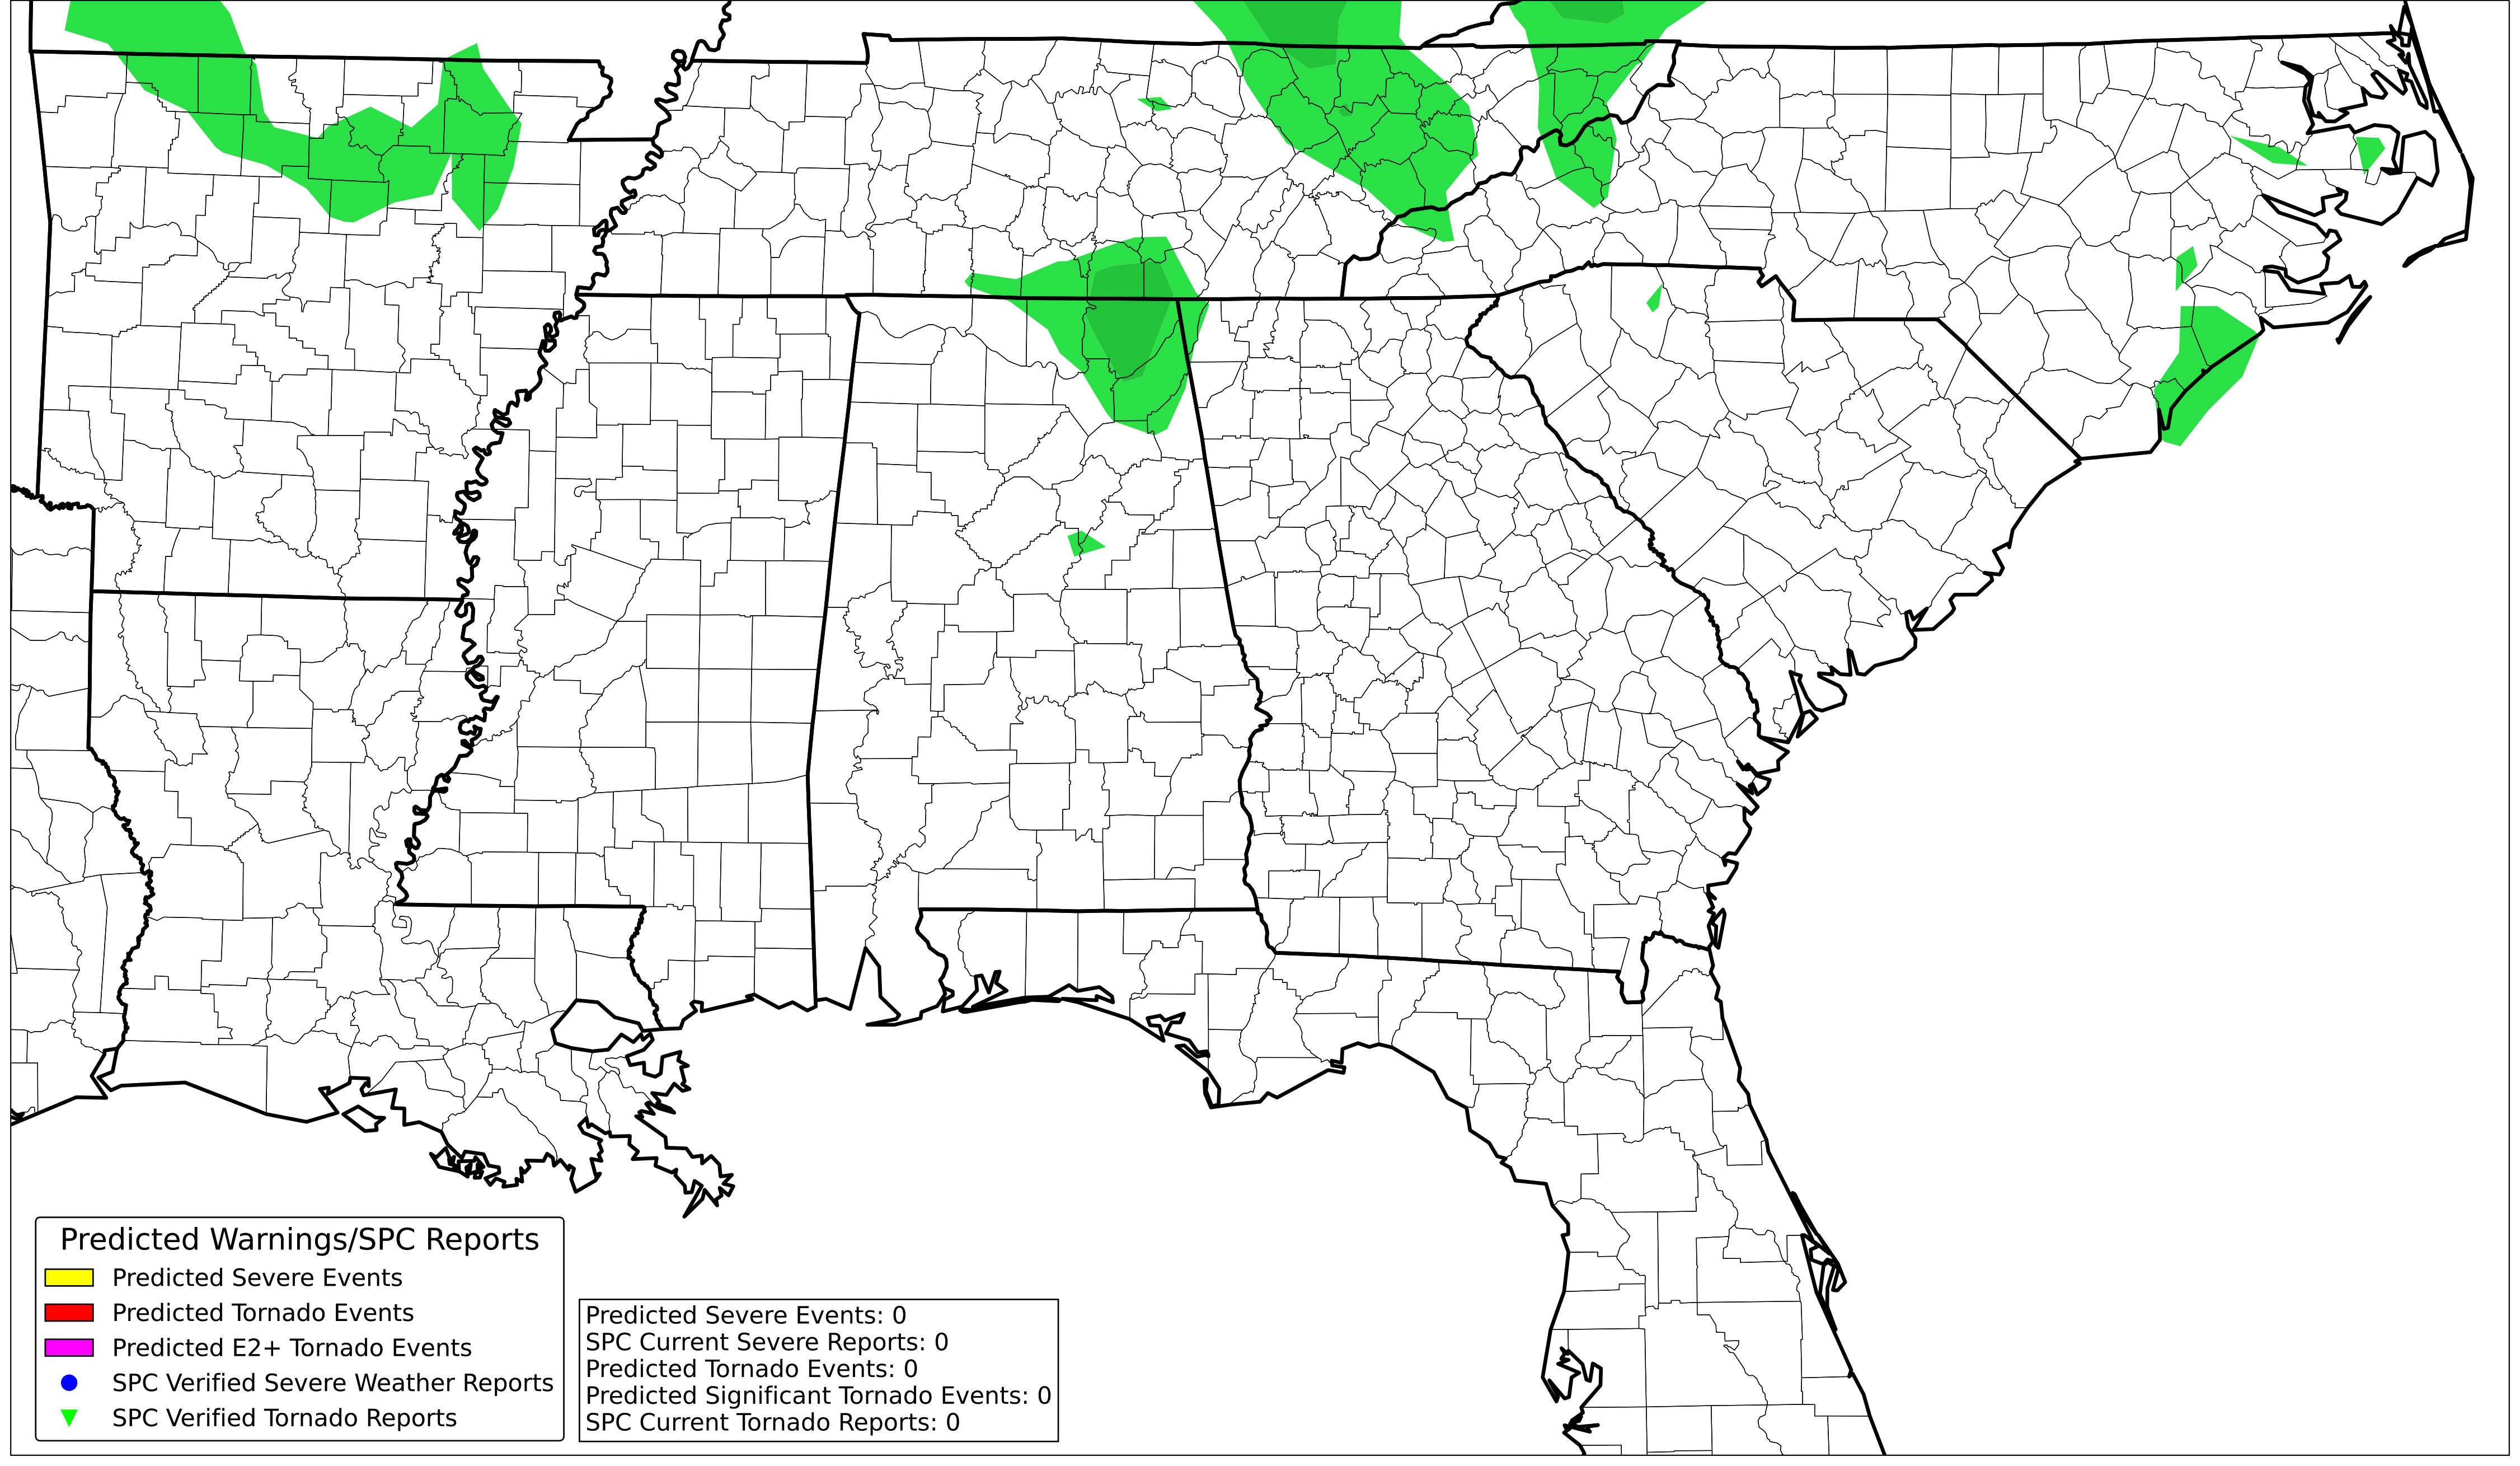 Predicted Warnings/SPC Reports
Predicted Severe Events
Predicted Tornado Events
Predicted E2+ Tornado Events
SPC Verified Severe Weather Reports
SPC Verified Tornado Reports
Predicted Severe Events: 0
SPC Current Severe Reports: 0
Predicted Tornado Events: 0
Predicted Significant Tornado Events: 0
SPC Current Tornado Reports: 0